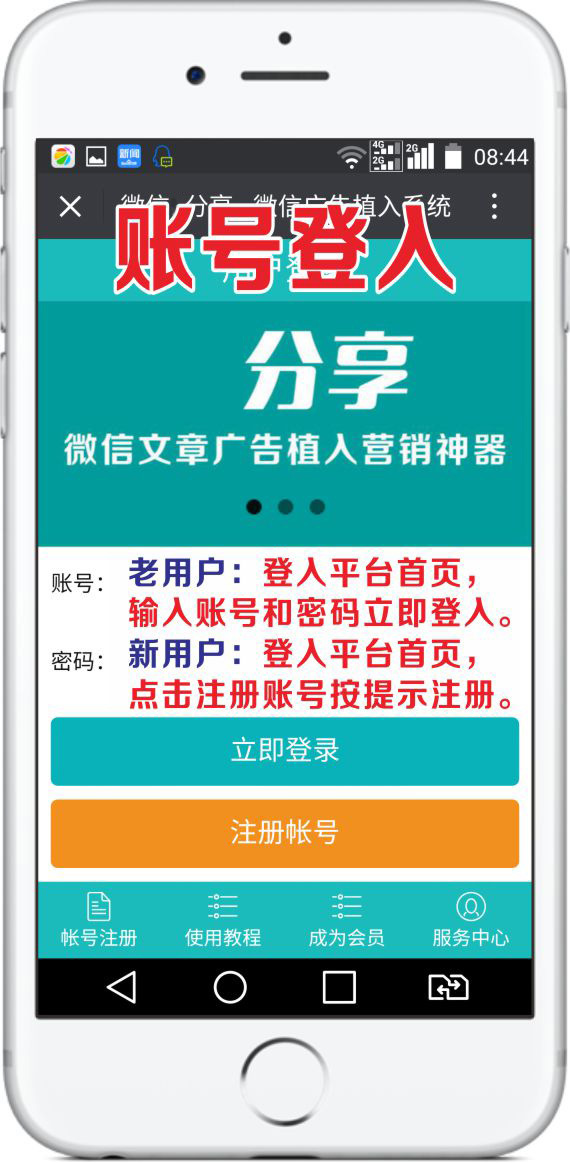 新闻
4G
2G
2G
08:44
微信 分享 微信广告植入系统
账号登入
分享
微信文章广告植入营销神器
账号：
老用户：登入平台首页，
输入账号和密码立即登入。
密码：
新用户：登入平台首页，
点击注册账号按提示注册。
立即登录
注册帐号
帐号注册
使用教程
成为会员
服务中心